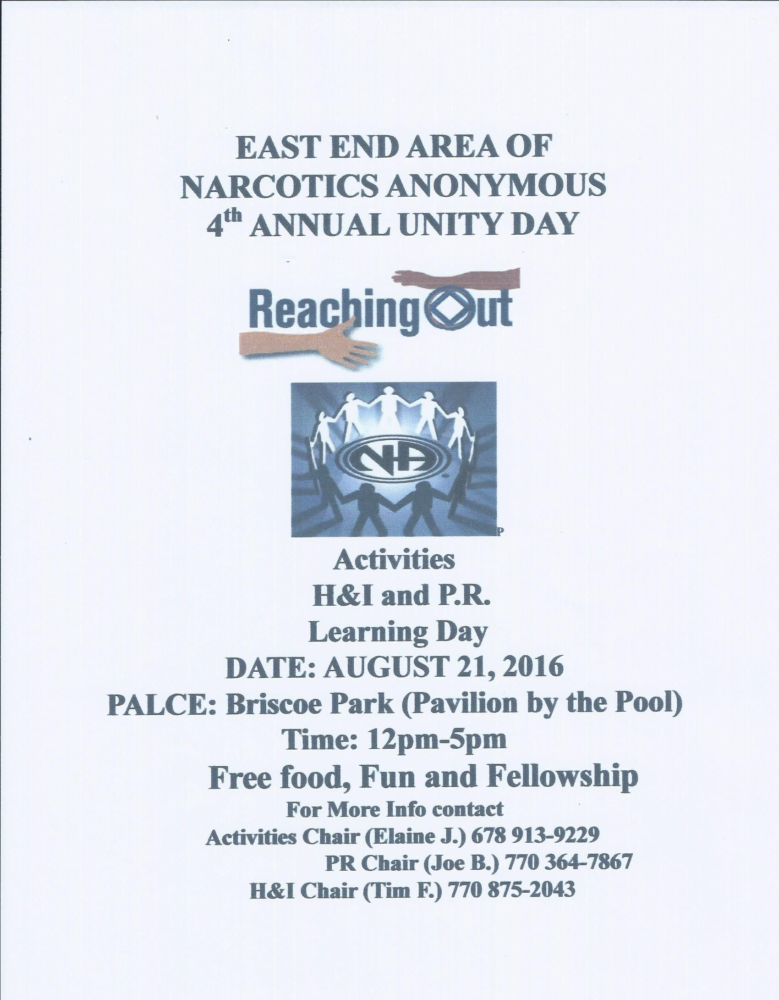 EAST END AREA OF
NARCOTICS ANONYMOUS
4th ANNUAL UNITY DAY
Reaching Out
NA
P
Activities
H&I and P.R.
Learning Day
DATE: AUGUST 21, 2016
PALCE: Briscoe Park (Pavilion by the Pool)
Time: 12pm-5pm
Free food, Fun and Fellowship
For More Info contact
Activities Chair (Elaine J.) 678 913-9229
PR Chair (Joe B.) 770 364-7867
H&I Chair (Tim F.) 770 875-2043